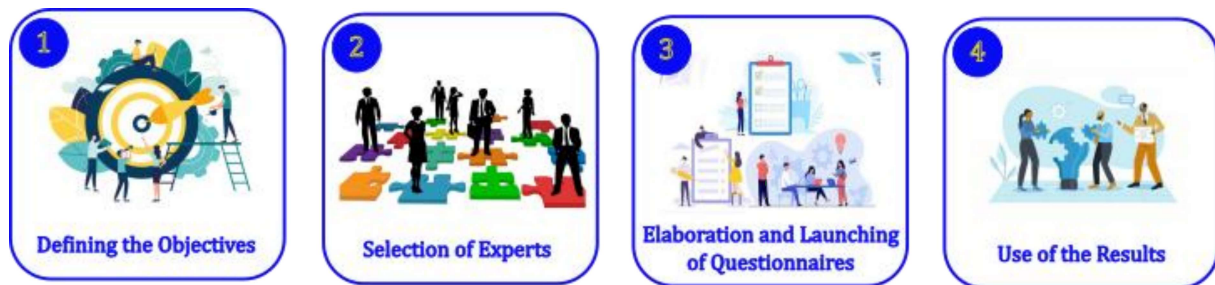 1
Defining the Objectives
2
Selection of Experts
3
Elaboration and Launching
of Questionnaires
4
Use of the Results